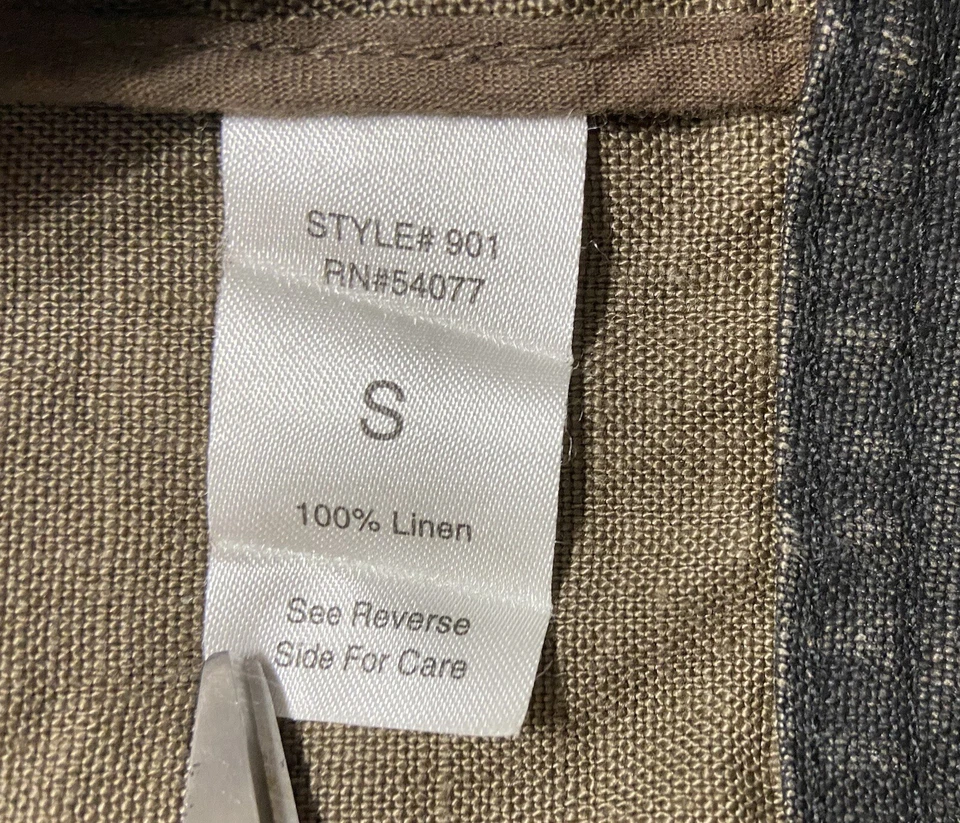 STYLE# 901
RN#54077
S
100% Linen
See Reverse
Side For Care